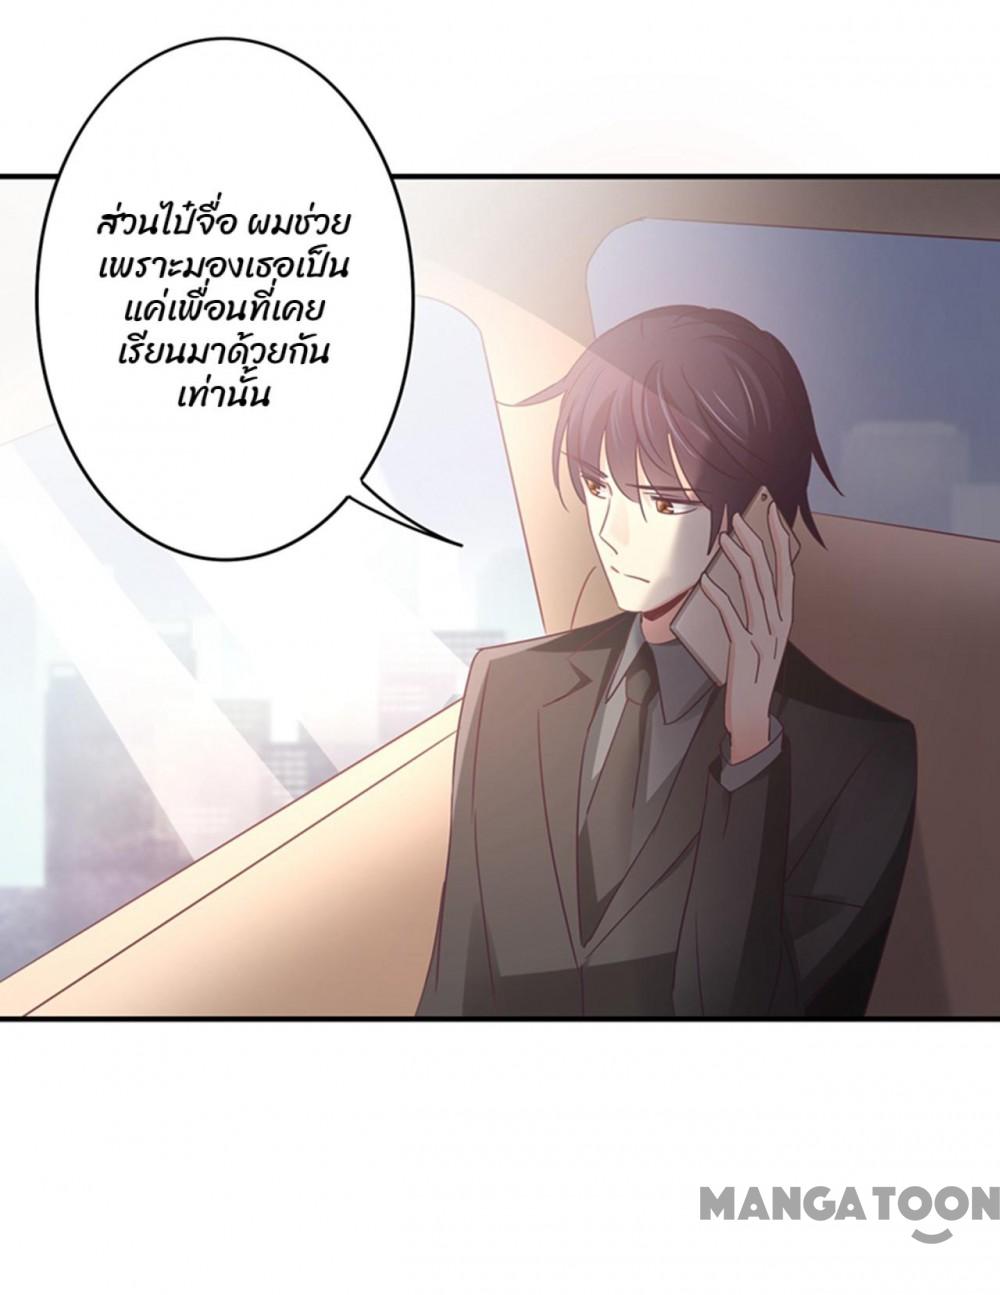 ส่วนไป๋จื่อ ผมช่วย
เพราะมองเธอเป็น
แค่เพื่อนที่เคย
เรียนมาด้วยกัน
เท่านั้น
MANGATOON